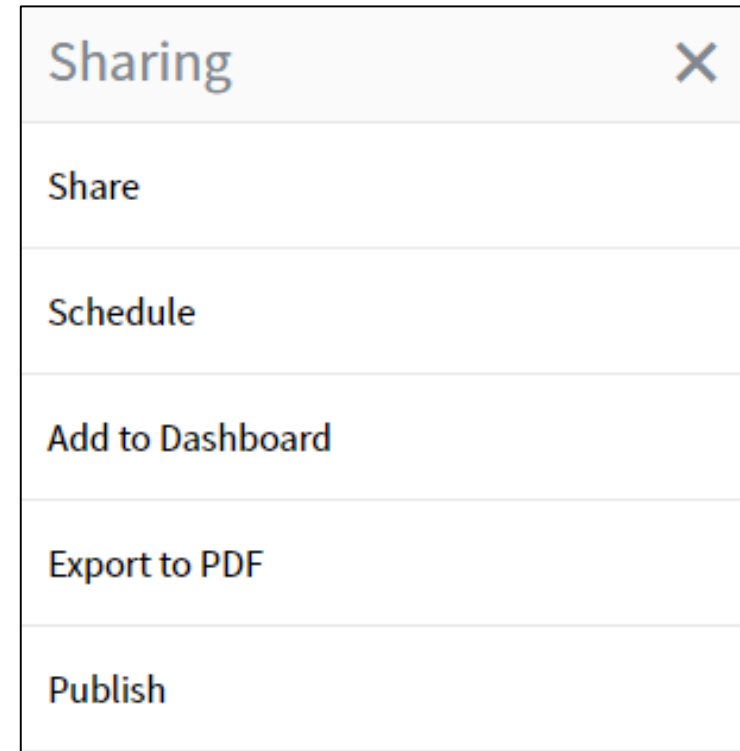 Sharing
Share
Schedule
Add to Dashboard
Export to PDF
Publish